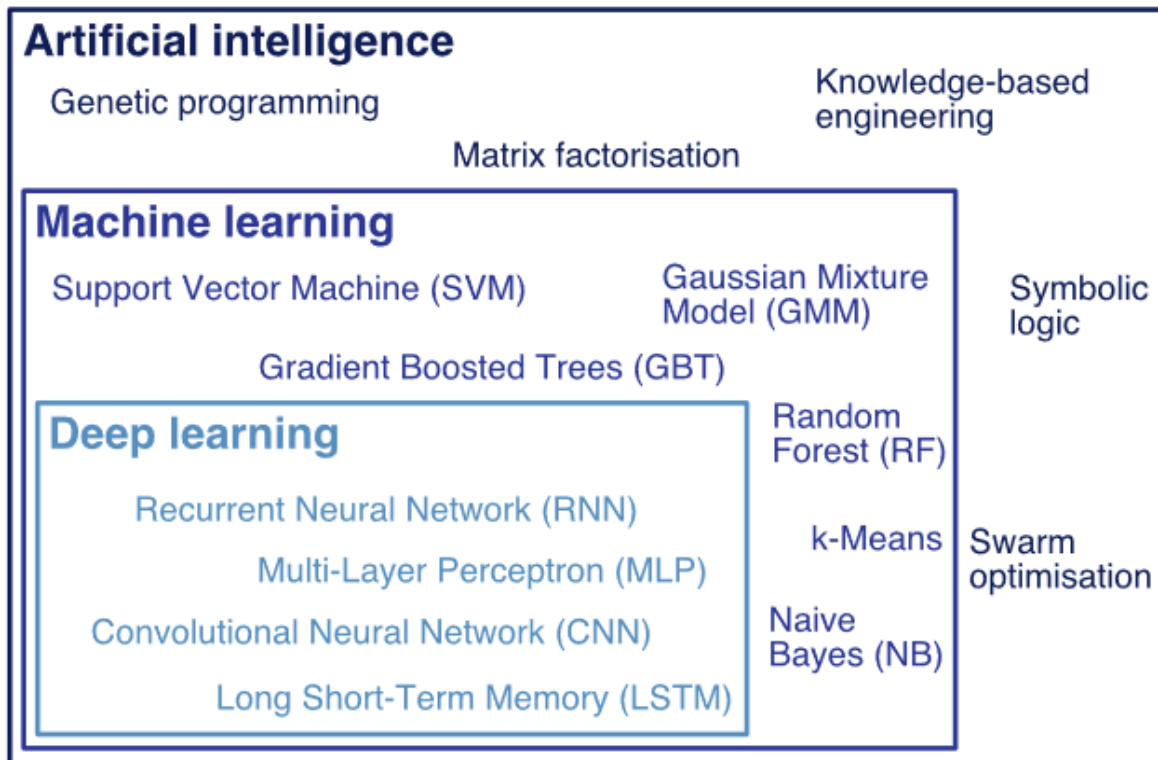 Artificial intelligence
Genetic programming
Knowledge-based
engineering
Matrix factorisation
Machine learning
Support Vector Machine (SVM)
Gaussian Mixture
Model (GMM)
Symbolic
logic
Gradient Boosted Trees (GBT)
Deep learning
Random
Forest (RF)
Recurrent Neural Network (RNN)
k-Means
Swarm
optimisation
Multi-Layer Perceptron (MLP)
Convolutional Neural Network (CNN)
Naive
Bayes (NB)
Long Short-Term Memory (LSTM)